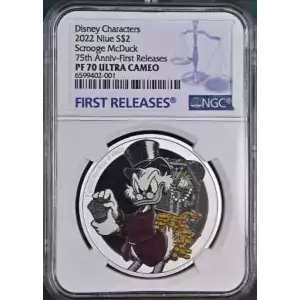 Disney Characters
2022 Niue S$2
Scrooge McDuck
75th Anniv-First Releases
PF 70 ULTRA CAMEO
6599402-001
FIRST RELEASES®
NGC®